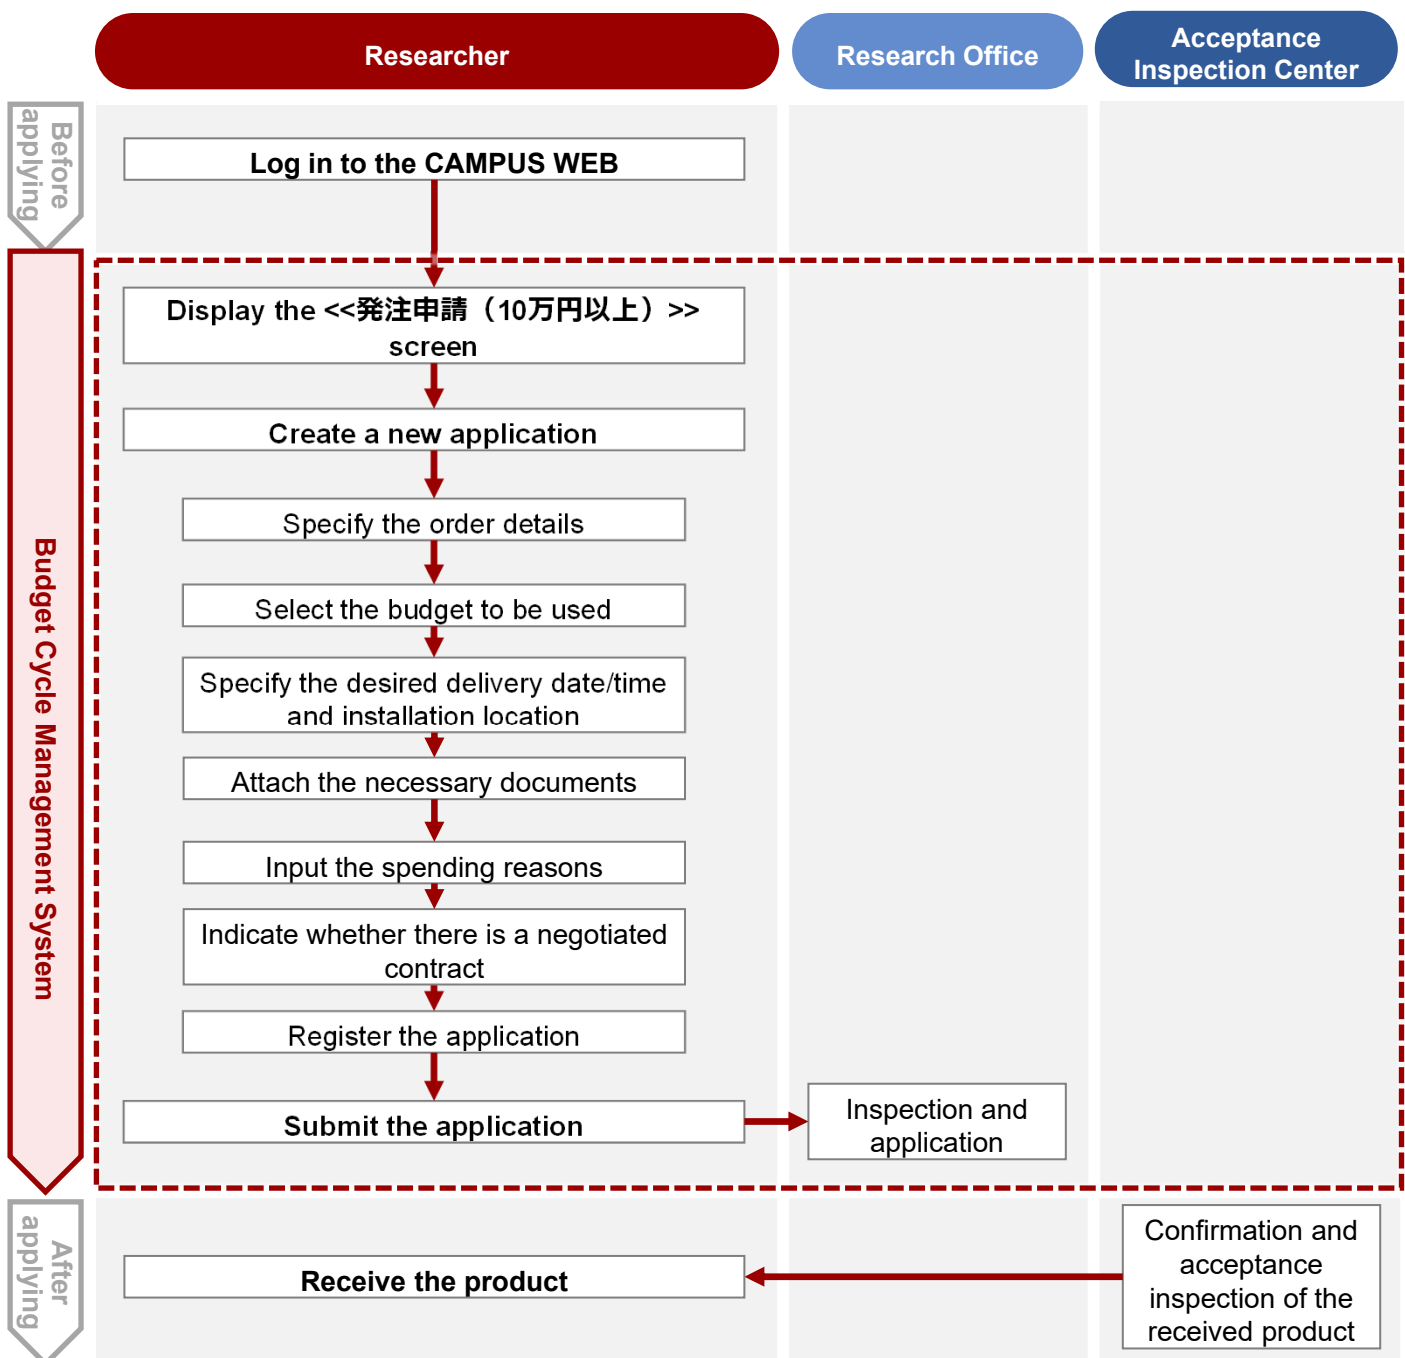 Researcher
Research Office
Acceptance
Inspection Center
Before
applying
Log in to the CAMPUS WEB
Budget Cycle Management System
Display the <<発注申請（10万円以上）>>
screen
Create a new application
Specify the order details
Select the budget to be used
Specify the desired delivery date/time
and installation location
Attach the necessary documents
Input the spending reasons
Indicate whether there is a negotiated
contract
Register the application
Submit the application
Inspection and
application
After
applying
Receive the product
Confirmation and
acceptance
inspection of the
received product